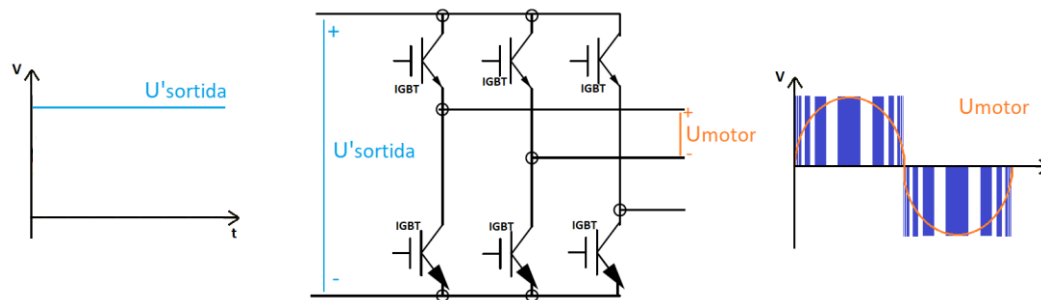 V
U'sortida
t
+
IGBT
IGBT
IGBT
U'sortida
+
Umotor
-
IGBT
IGBT
IGBT
-
V
Umotor